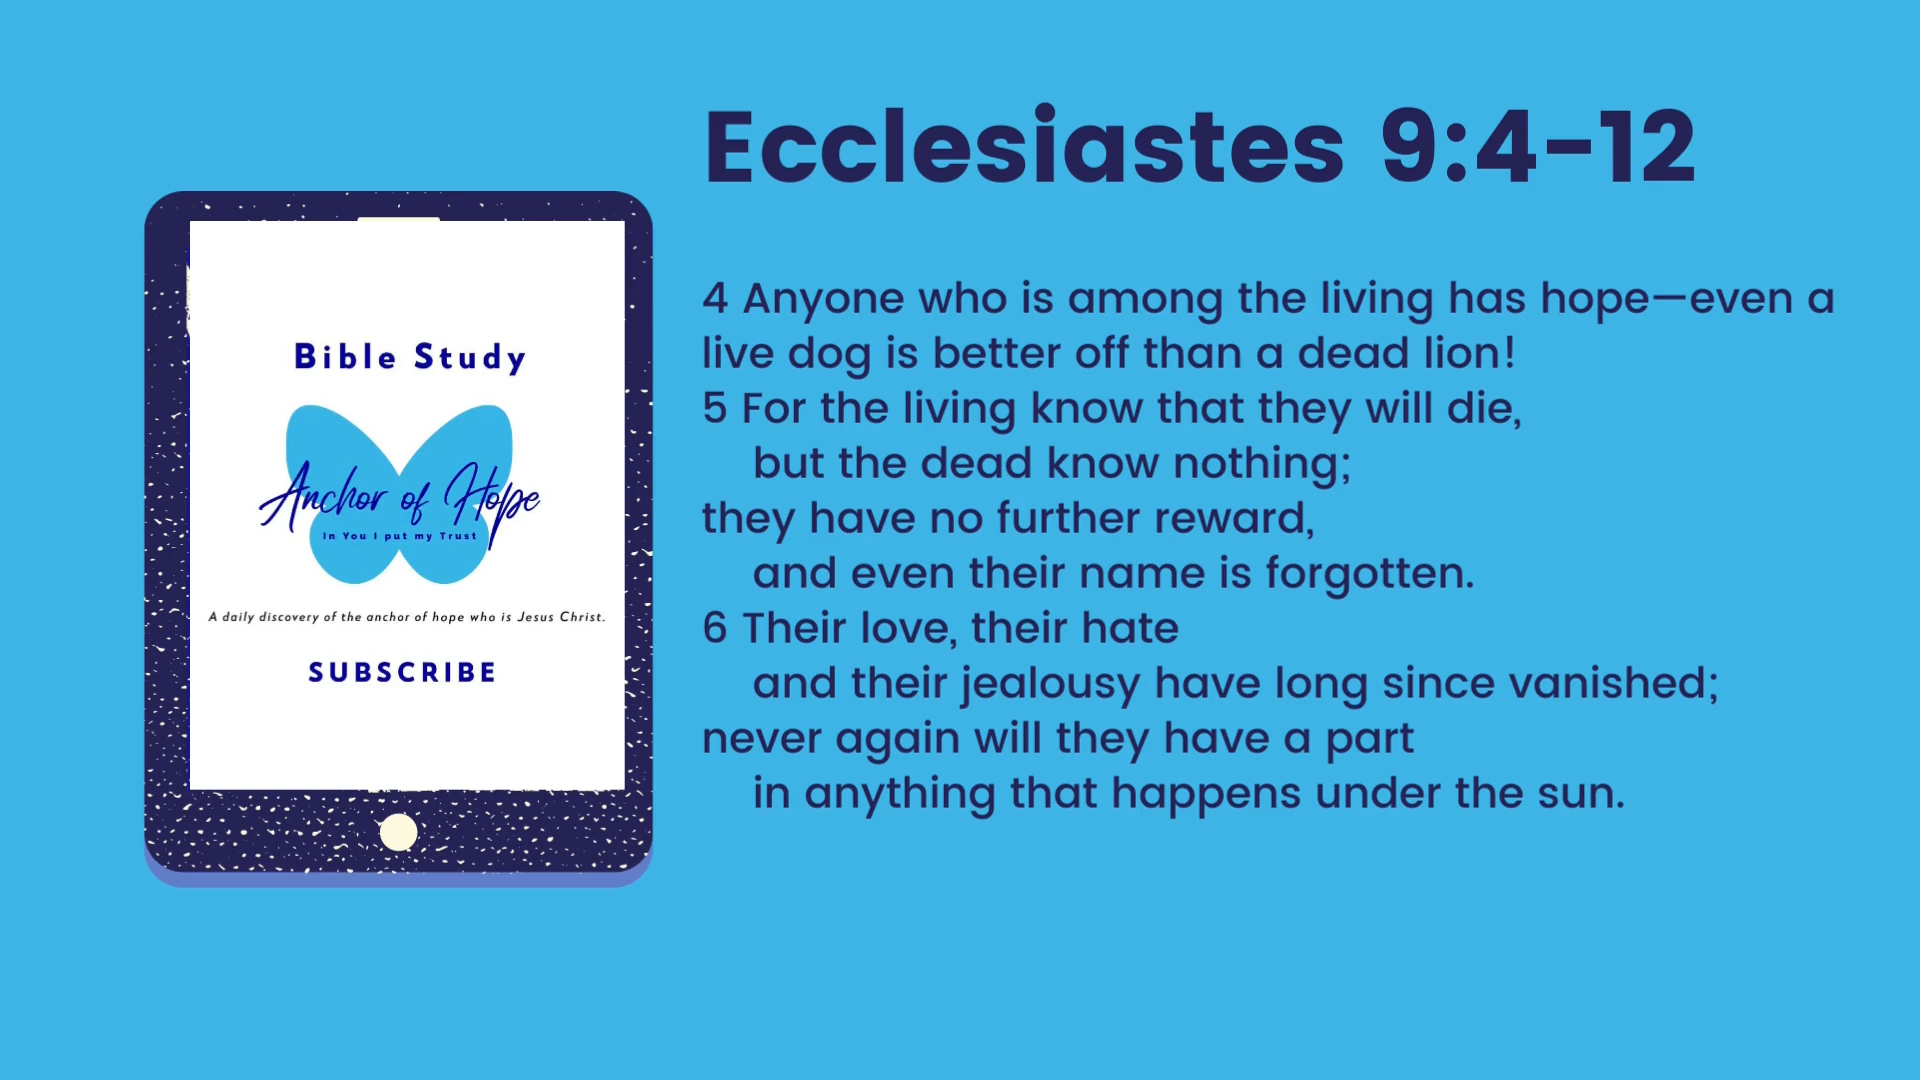 Ecclesiastes 9:4-12
4 Anyone who is among the living has hope—even a
live dog is better off than a dead lion!
5 For the living know that they will die,
but the dead know nothing;
they have no further reward,
and even their name is forgotten.
6 Their love, their hate
and their jealousy have long since vanished;
never again will they have a part
in anything that happens under the sun.
Bible Study
Anchor of Hope
In You I put my Trust
A daily discovery of the anchor of hope who is Jesus Christ.
SUBSCRIBE